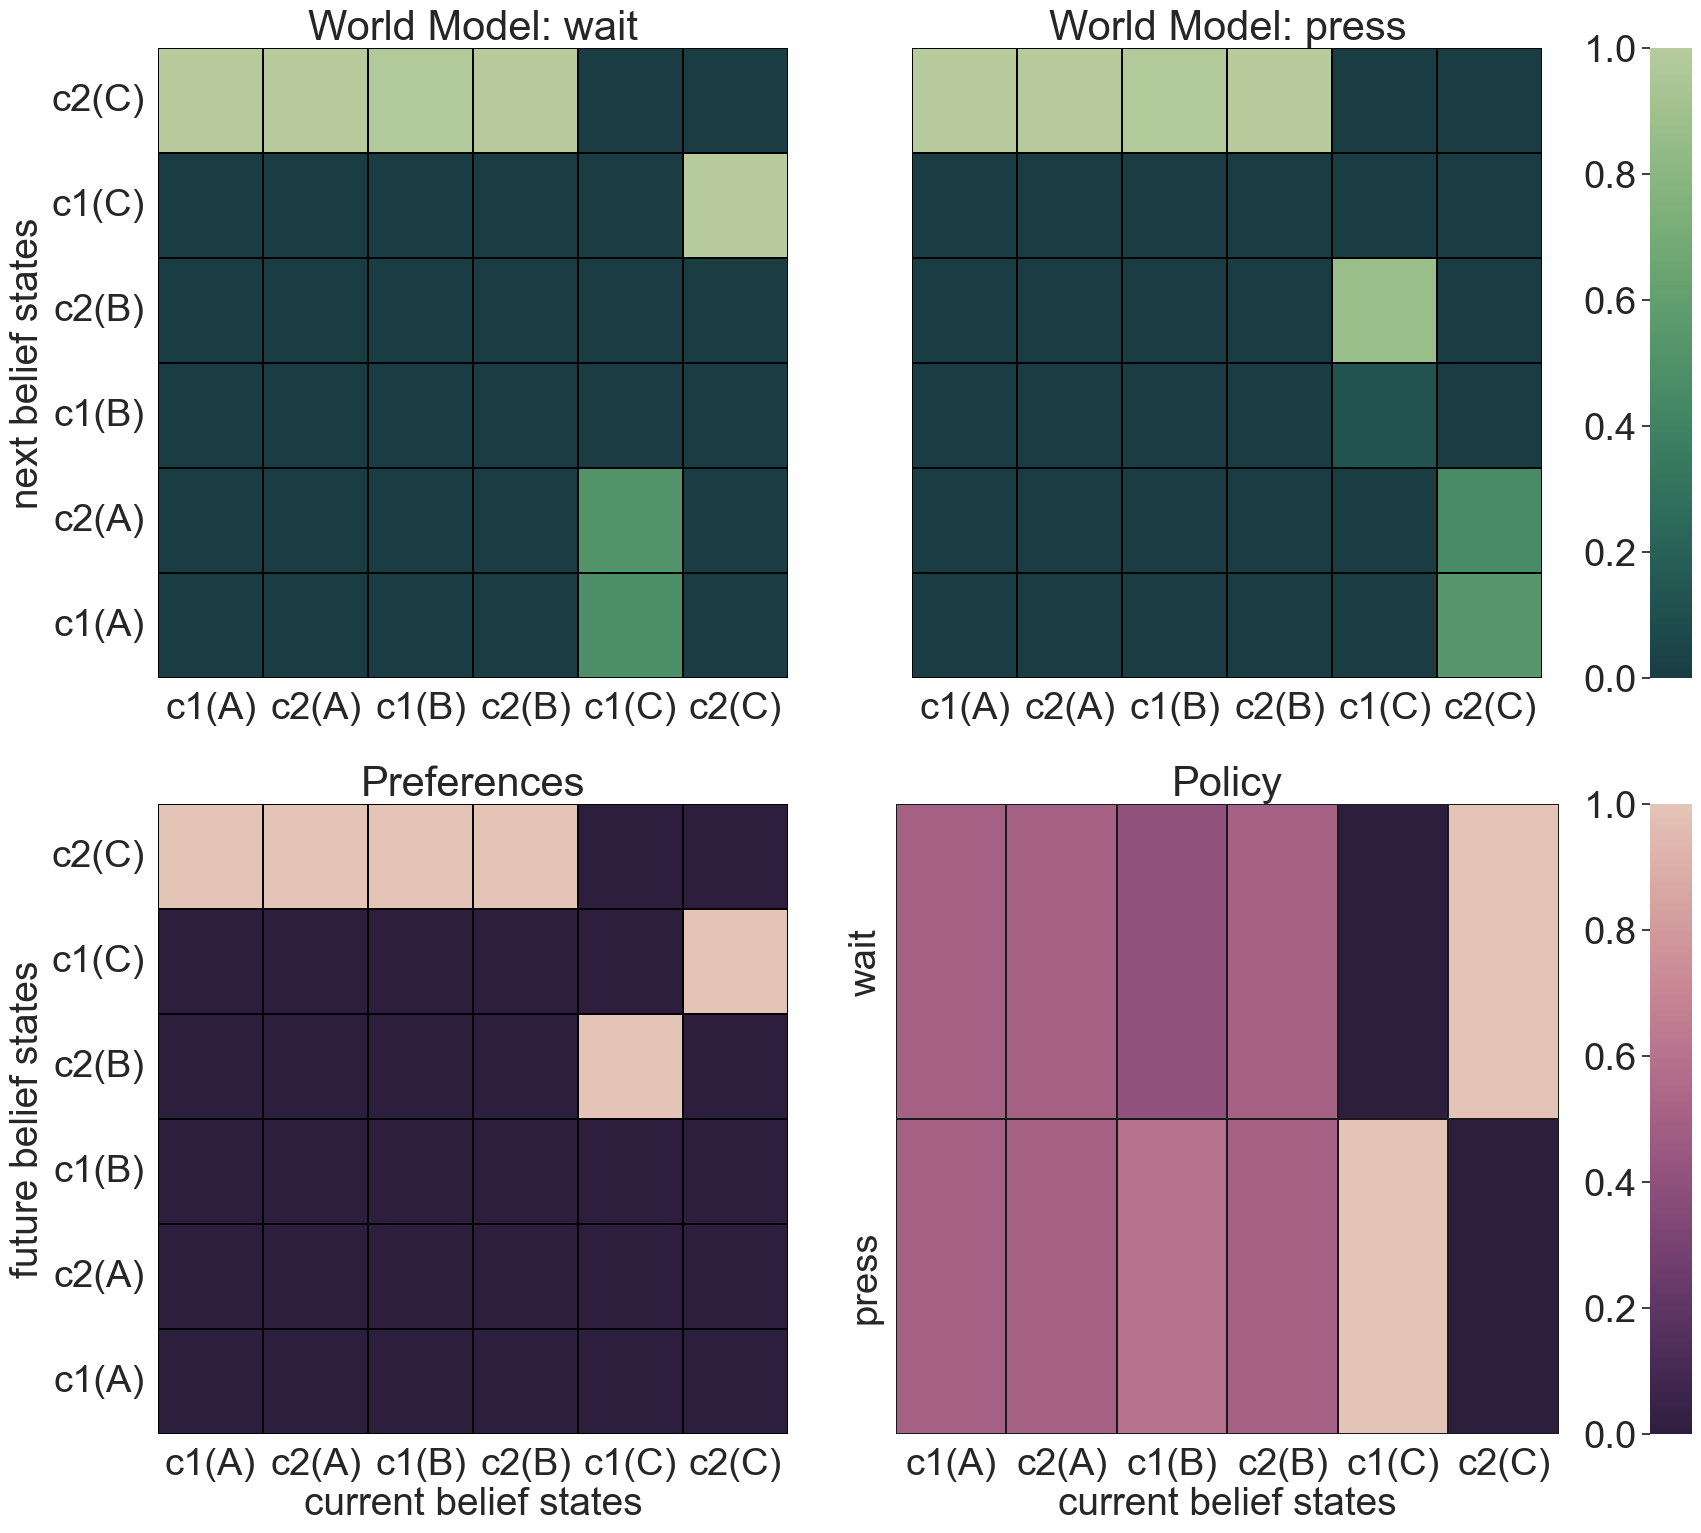 World Model: wait
World Model: press
next belief states
c2(C)
c1(C)
c2(B)
c1(B)
c2(A)
c1(A)
c1(A) c2(A) c1(B) c2(B) c1(C) c2(C)
c1(A) c2(A) c1(B) c2(B) c1(C) c2(C)
1.0
0.8
0.6
0.4
0.2
0.0
Preferences
Policy
future belief states
c2(C)
c1(C)
c2(B)
c1(B)
c2(A)
c1(A)
c1(A) c2(A) c1(B) c2(B) c1(C) c2(C)
current belief states
wait
press
c1(A) c2(A) c1(B) c2(B) c1(C) c2(C)
current belief states
1.0
0.8
0.6
0.4
0.2
0.0